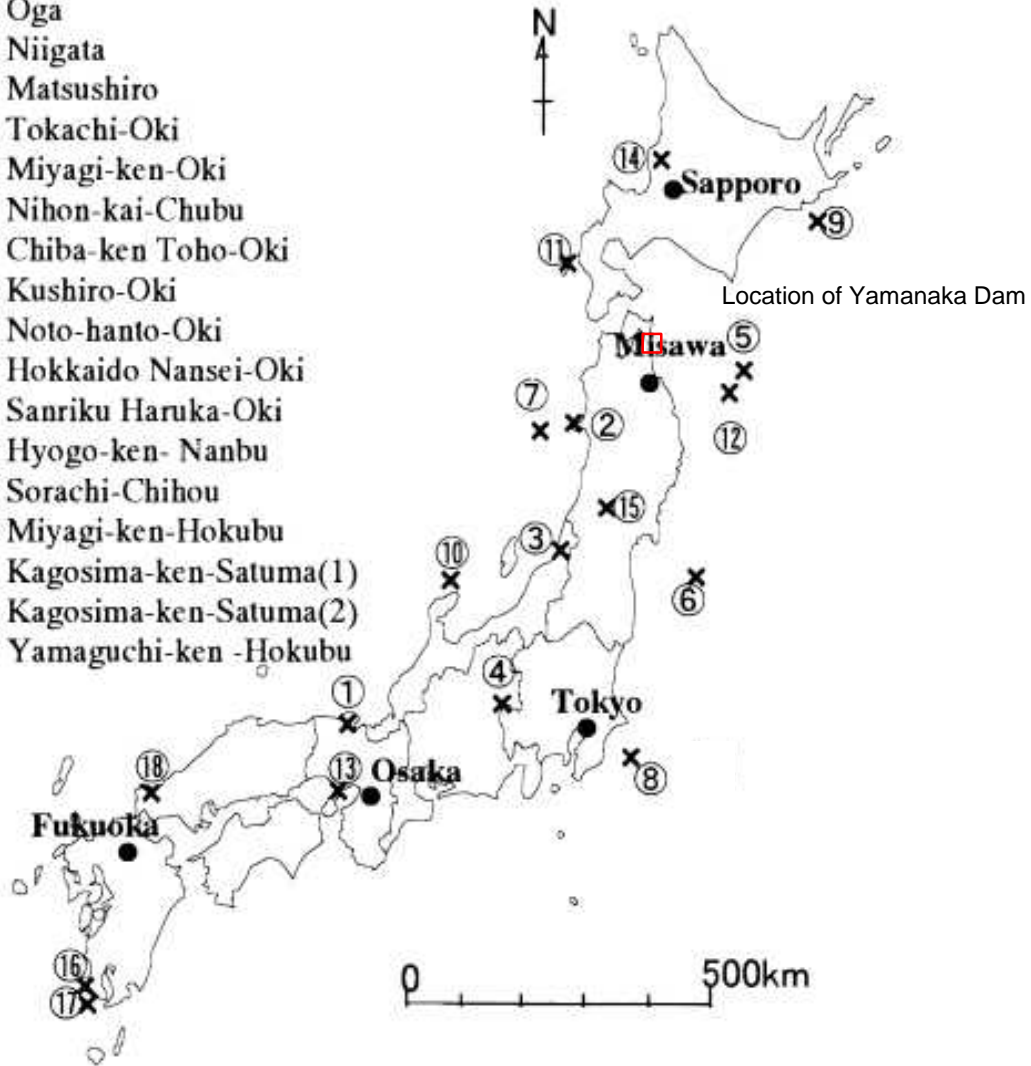 Oga
Niigata
Matsushiro
Tokachi-Oki
Miyagi-ken-Oki
Nihon-kai-Chubu
Chiba-ken Toho-Oki
Kushiro-Oki
Noto-hanto-Oki
Hokkaido Nansei-Oki
Sanriku Haruka-Oki
Hyogo-ken- Nanbu
Sorachi-Chihou
Miyagi-ken-Hokubu
Kagosima-ken-Satuma(1)
Kagosima-ken-Satuma(2)
Yamaguchi-ken -Hokubu
N
⑭
Sapporo
⑨
⑪
Location of Yamanaka Dam
Misawa
⑤
⑦
②
⑫
⑮
③
⑩
⑥
④
①
Tokyo
⑬
Osaka
⑧
⑱
Fukuoka
⑯
⑰
0 500km